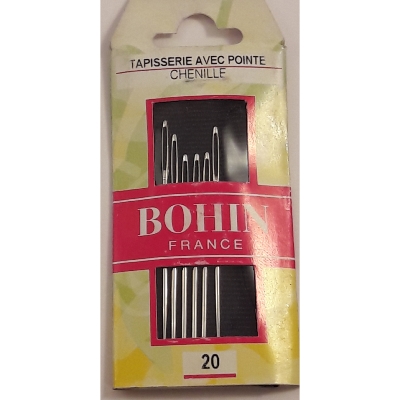 TAPISSERIE AVEC POINTE
CHENILLE
BOHIN
FRANCE
20